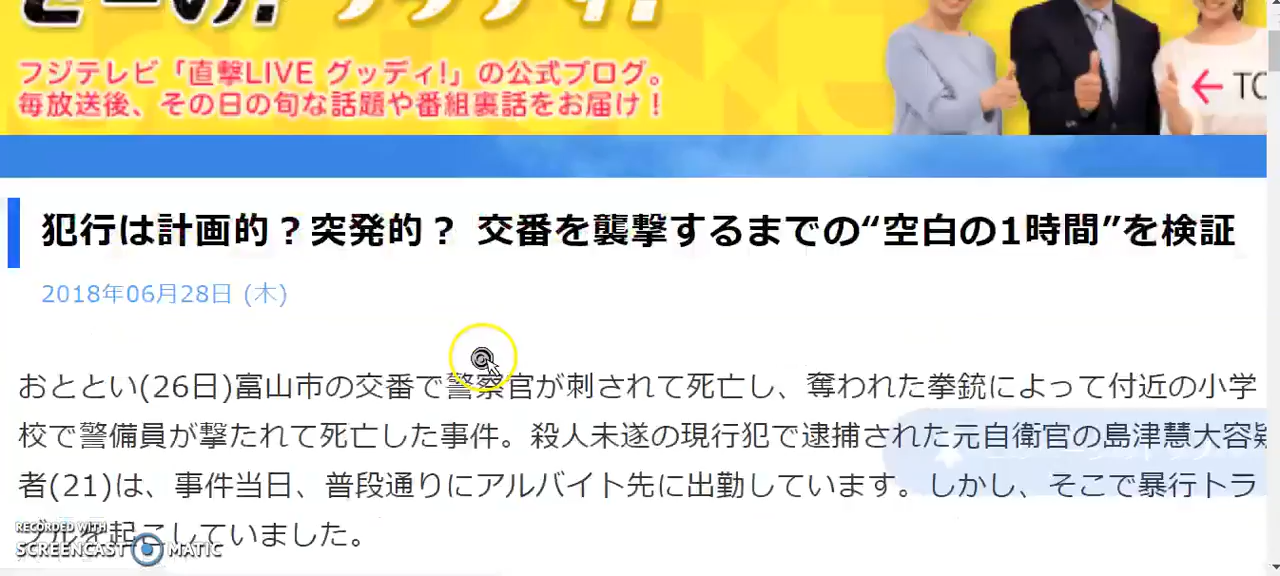 フジテレビ「直撃LIVE グッディ!」の公式ブログ。
毎放送後、その日の旬な話題や番組裏話をお届け！
← TO
犯行は計画的？突発的？ 交番を襲撃するまでの“空白の1時間”を検証
2018年06月28日 (木)
おととい(26日)富山市の交番で警察官が刺されて死亡し、奪われた拳銃によって付近の小学
校で警備員が撃たれて死亡した事件。殺人未遂の現行犯で逮捕された元自衛官の島津慧大容疑
者(21)は、事件当日、普段通りにアルバイト先に出勤しています。しかし、そこで暴行トラ
ブルを起こしていました。
RECORDED WITH
SCREENCAST MATIC